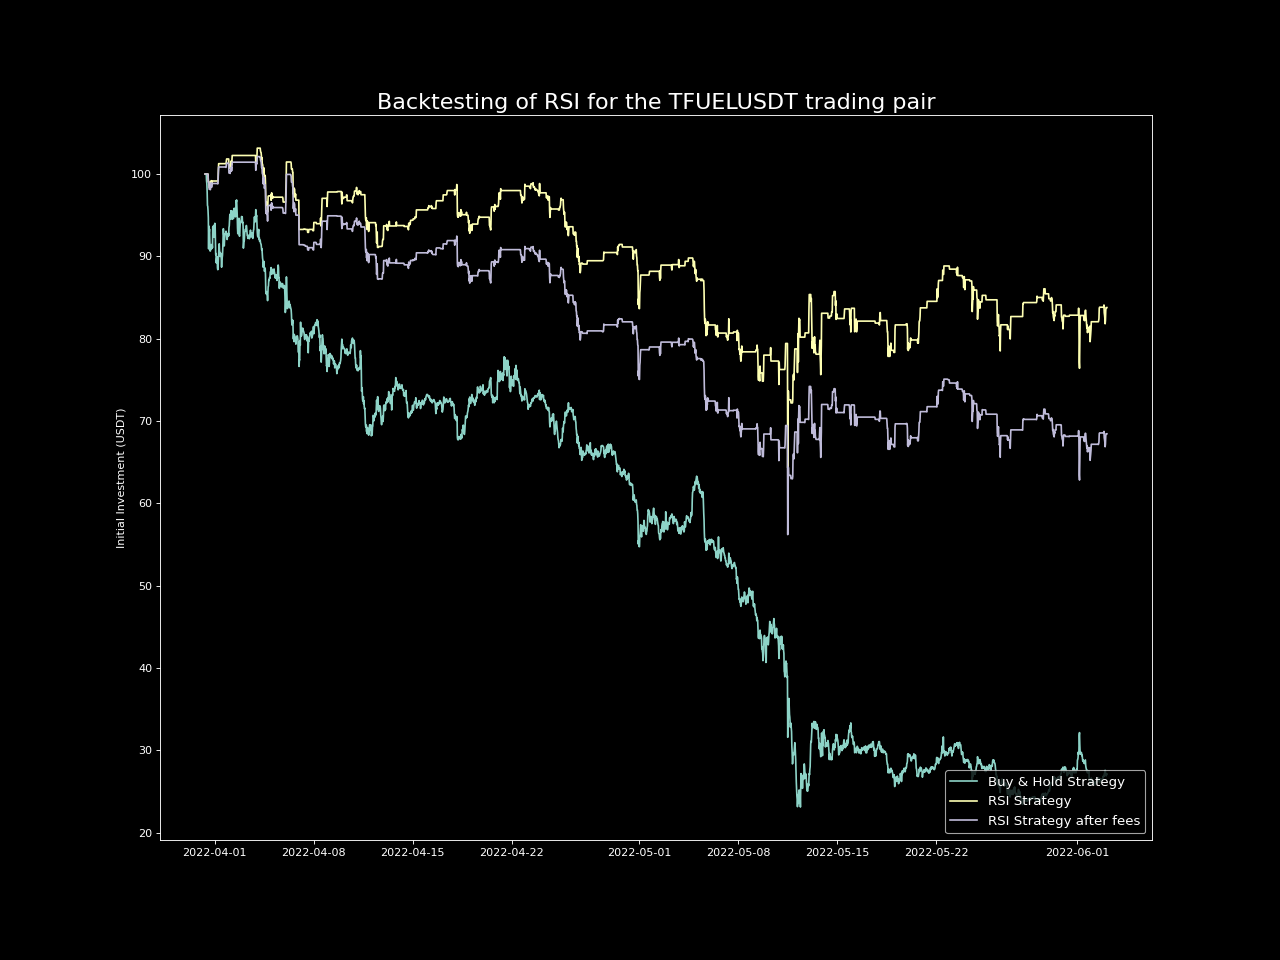 Backtesting of RSI for the TFUELUSDT trading pair
Initial Investment (USDT)
100
90
80
70
60
50
40
30
20
2022-04-01 2022-04-08 2022-04-15 2022-04-22 2022-05-01 2022-05-08 2022-05-15 2022-05-22 2022-06-01
Buy & Hold Strategy
RSI Strategy
RSI Strategy after fees